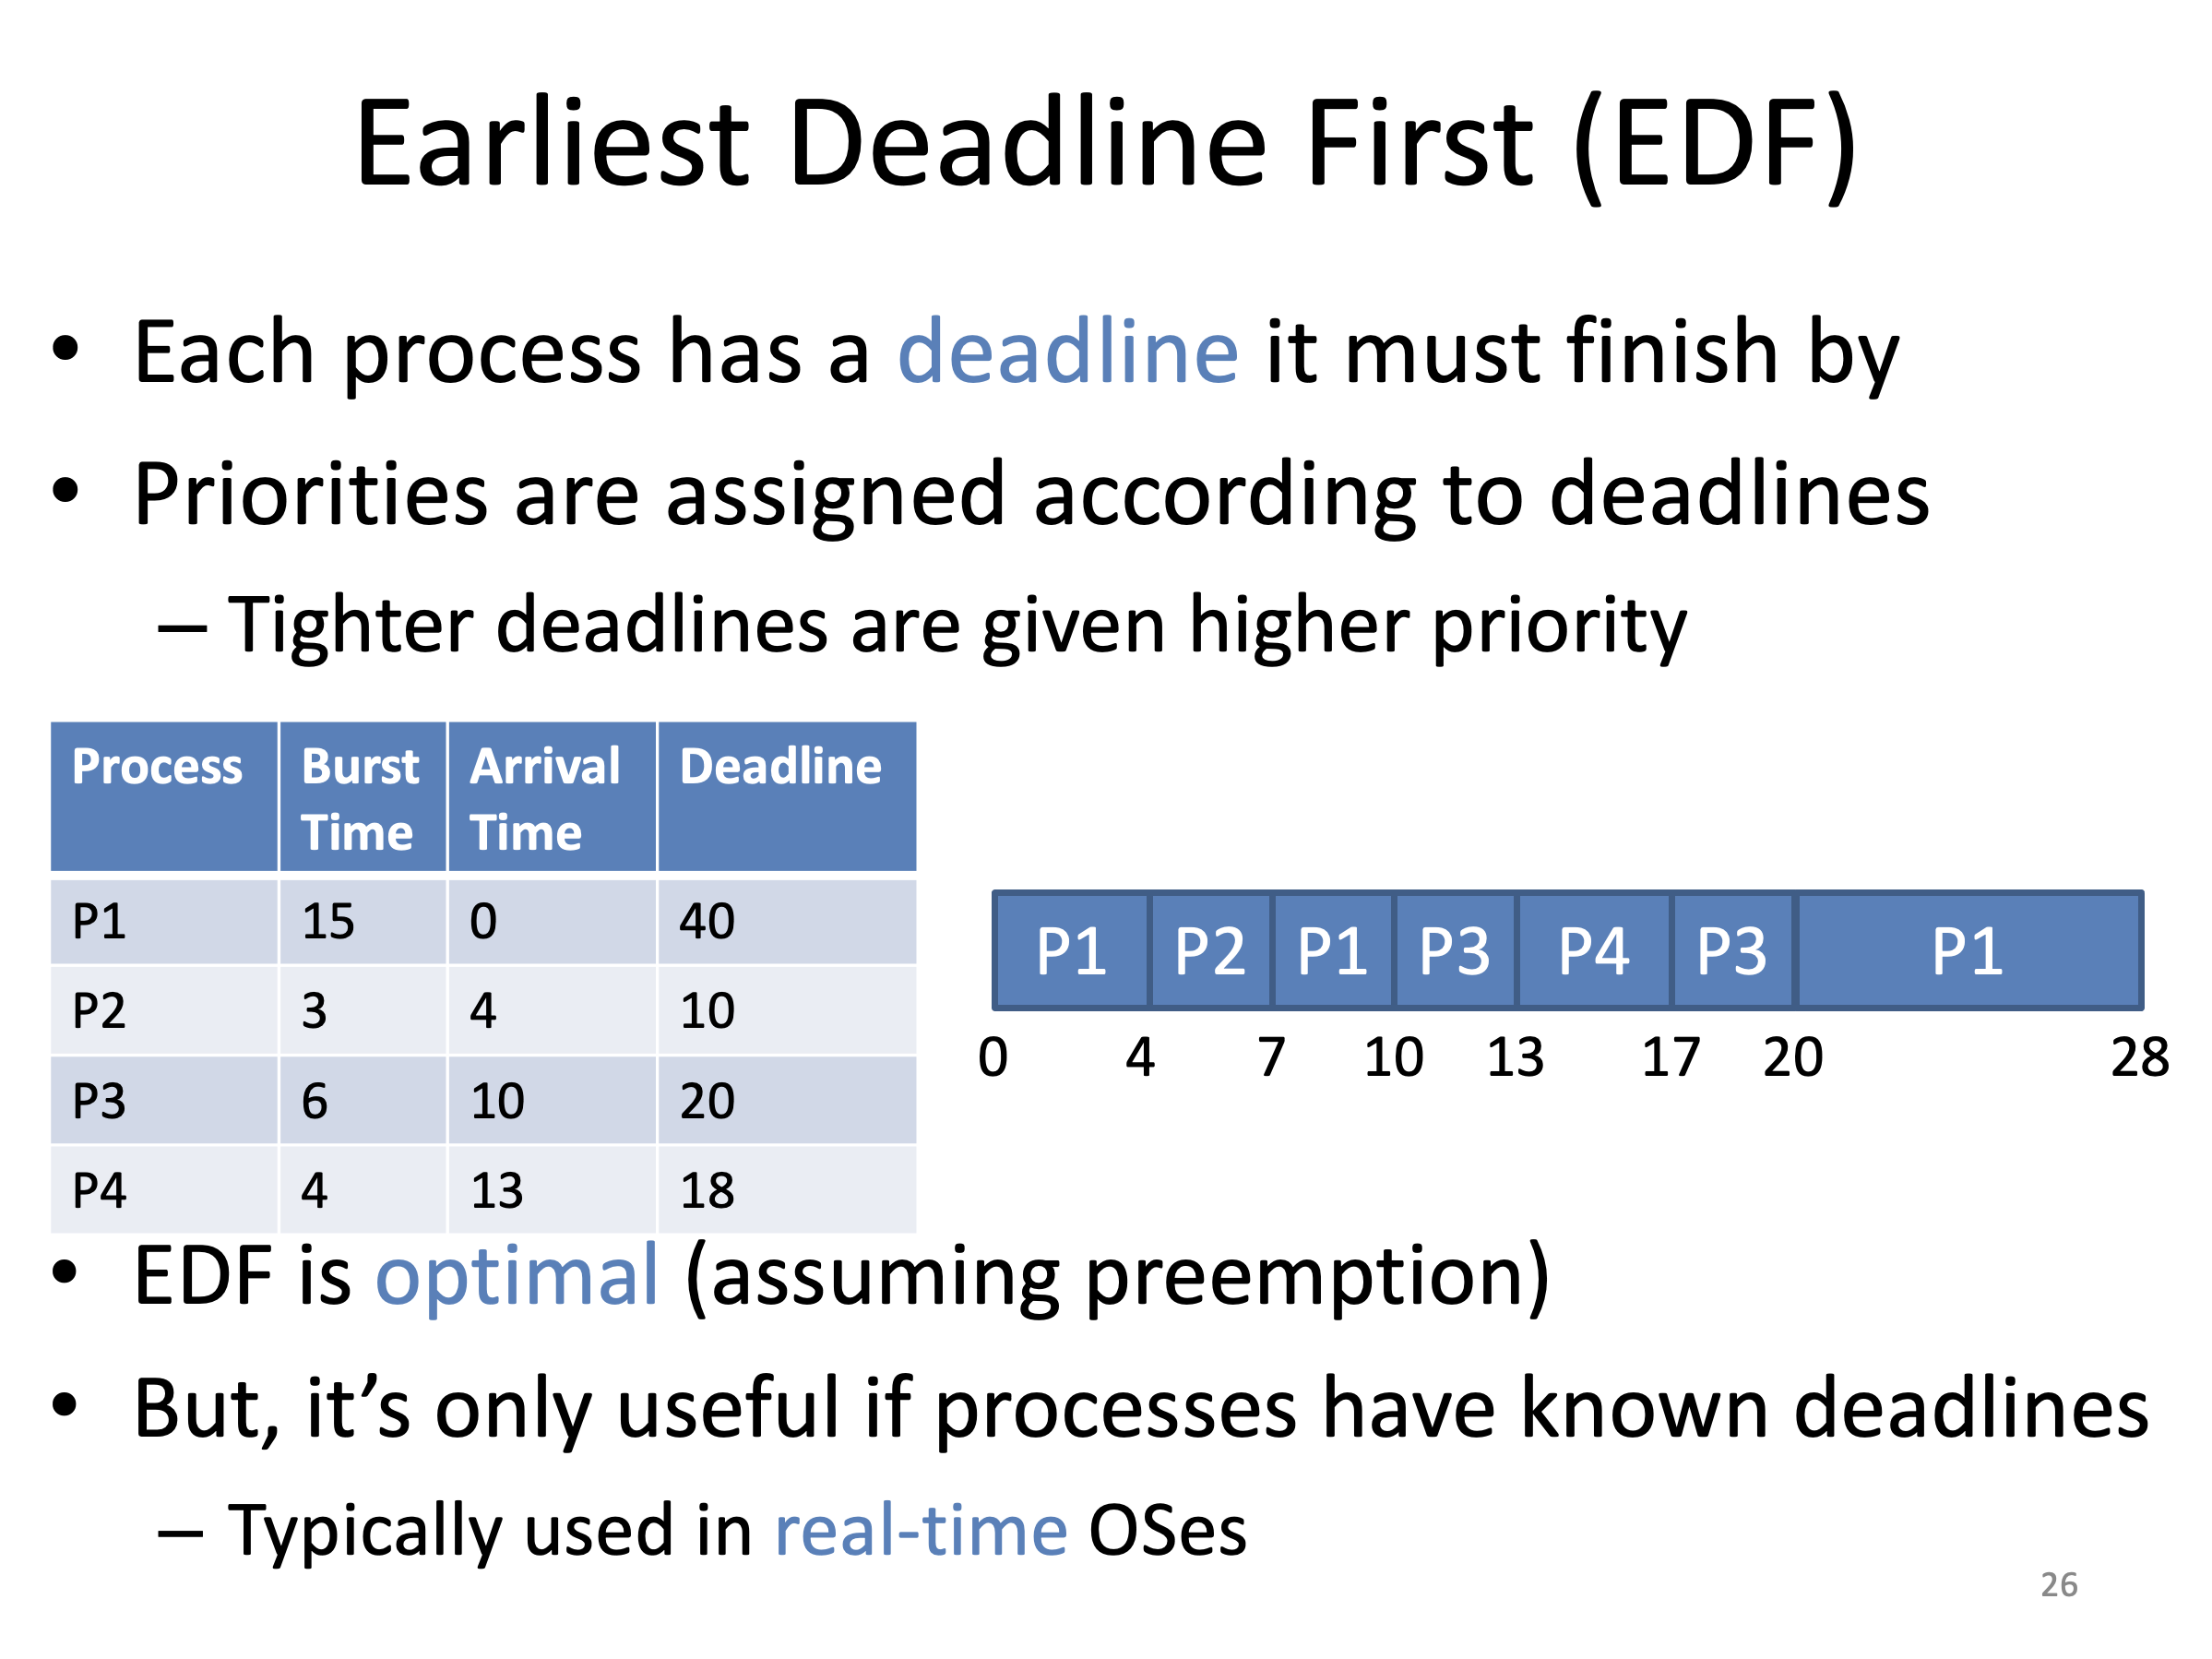 Earliest Deadline First (EDF)
• Each process has a deadline it must finish by
• Priorities are assigned according to deadlines
– Tighter deadlines are given higher priority
Process Burst Time Arrival Time Deadline
P1 15 0 40
P2 3 4 10
P3 6 10 20
P4 4 13 18
P1 P2 P1 P3 P4 P3 P1
0 4 7 10 13 17 20 28
• EDF is optimal (assuming preemption)
• But, it’s only useful if processes have known deadlines
– Typically used in real-time OSes
26